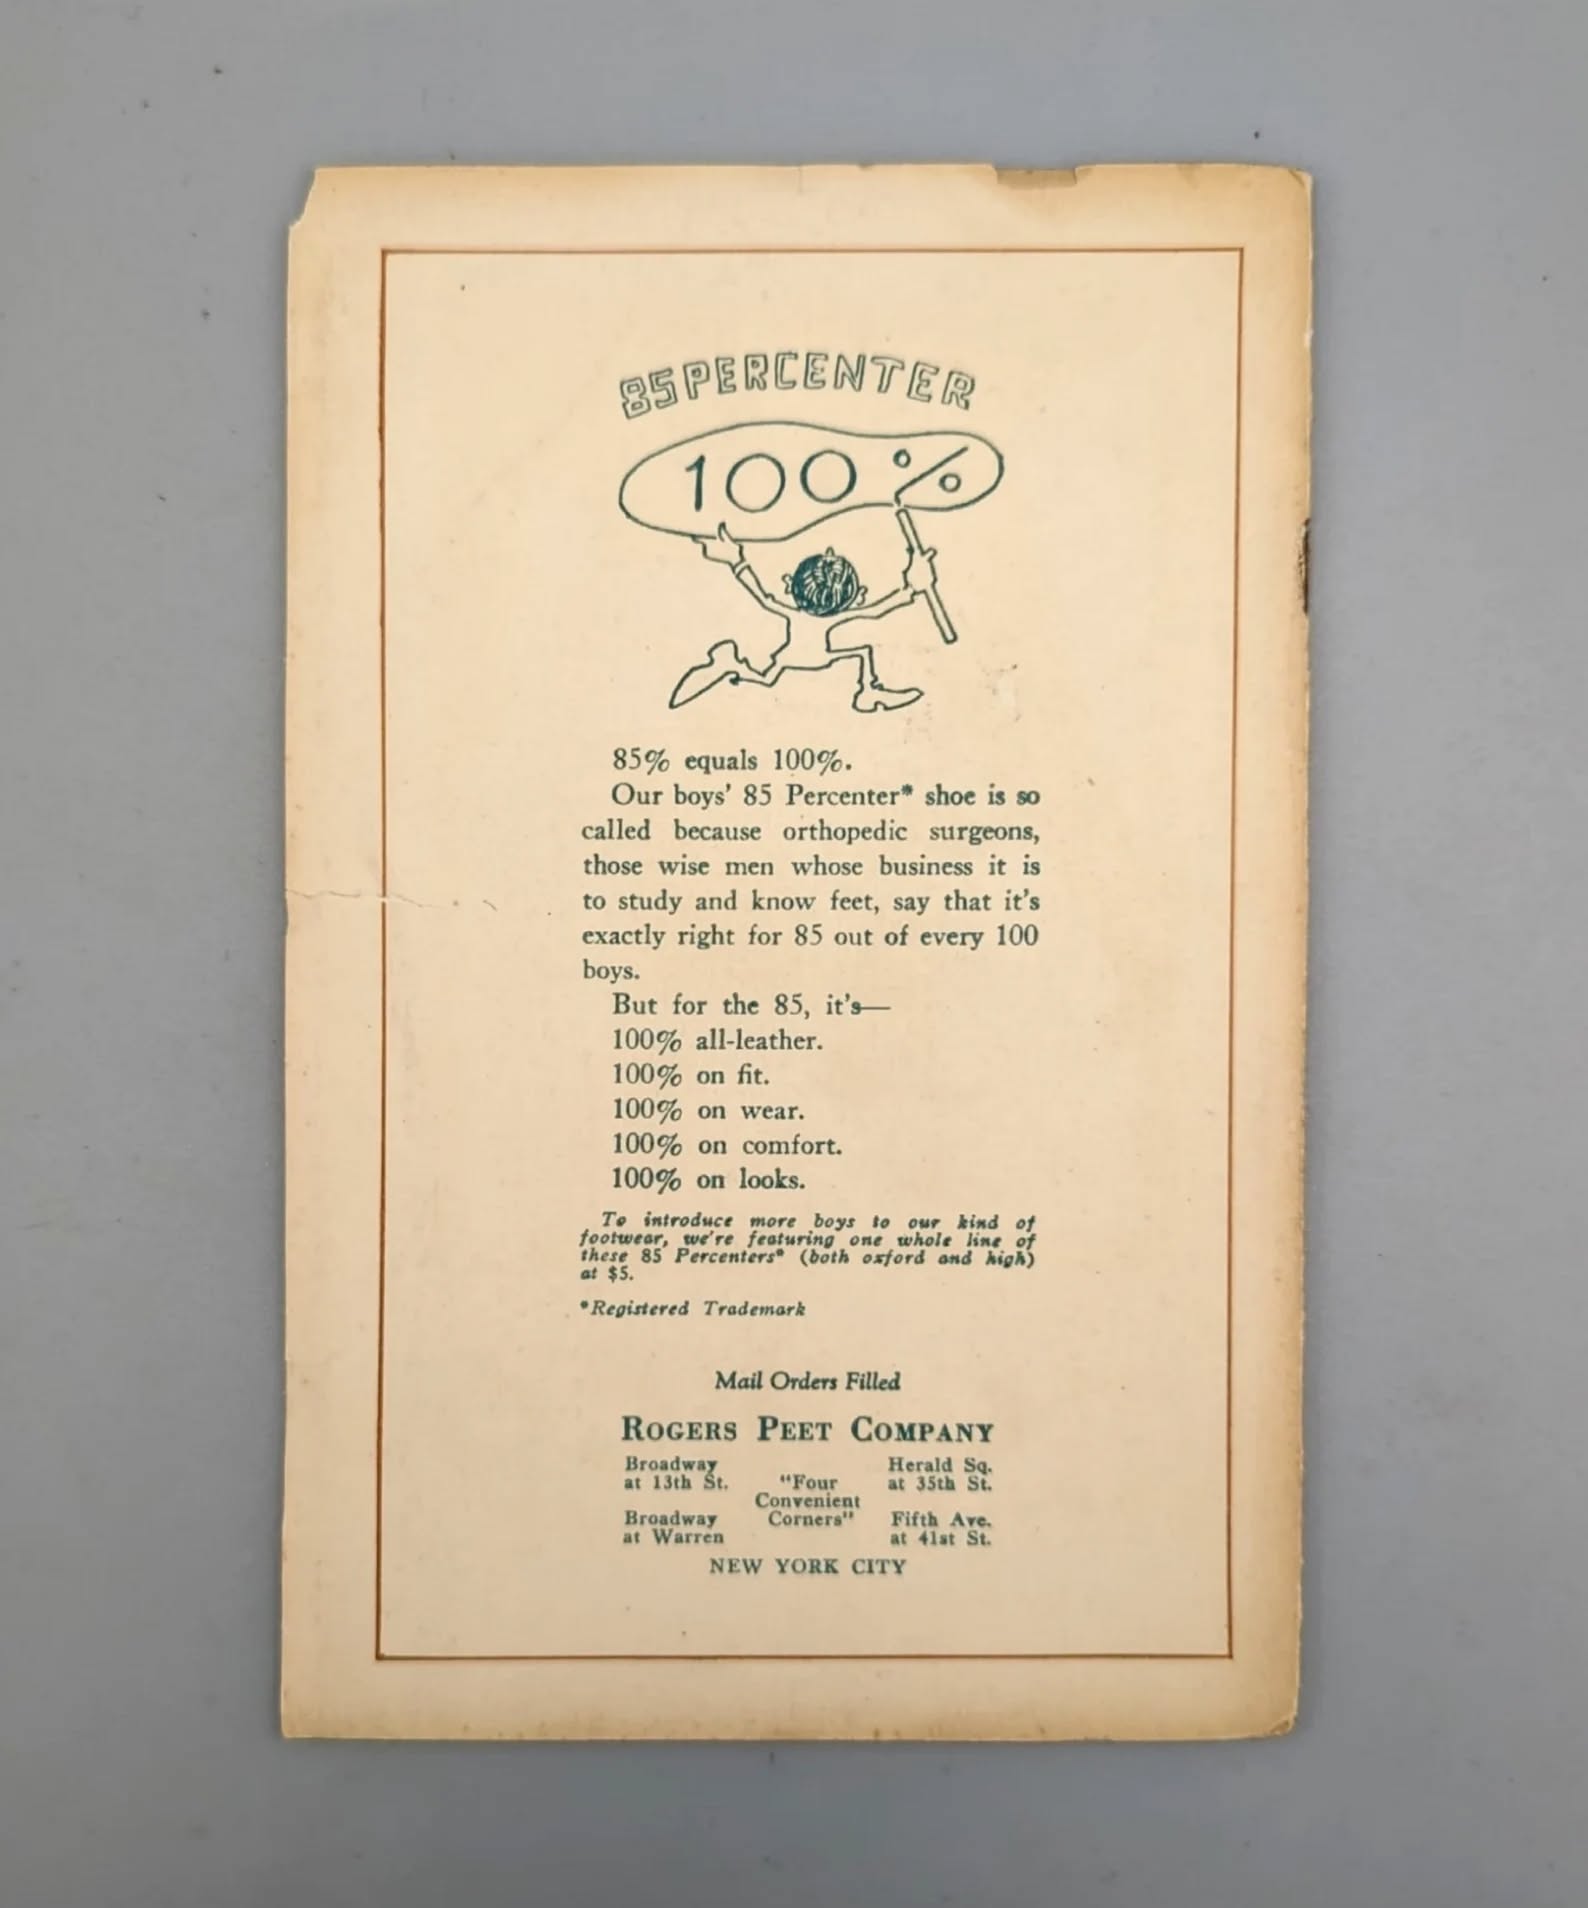 85 PERCENTER
100%
85% equals 100%.
Our boys' 85 Percenter* shoe is so
called because orthopedic surgeons,
those wise men whose business it is
to study and know feet, say that it's
exactly right for 85 out of every 100
boys.
But for the 85, it's—
100% all-leather.
100% on fit.
100% on wear.
100% on comfort.
100% on looks.
To introduce more boys to our kind of
footwear, we're featuring one whole line of
these 85 Percenters* (both oxford and high)
at $5.
*Registered Trademark
Mail Orders Filled
ROGERS PEET COMPANY
Broadway
at 13th St.
Broadway
at Warren
"Four
Convenient
Corners"
Herald Sq.
at 35th St.
Fifth Ave.
at 41st St.
NEW YORK CITY